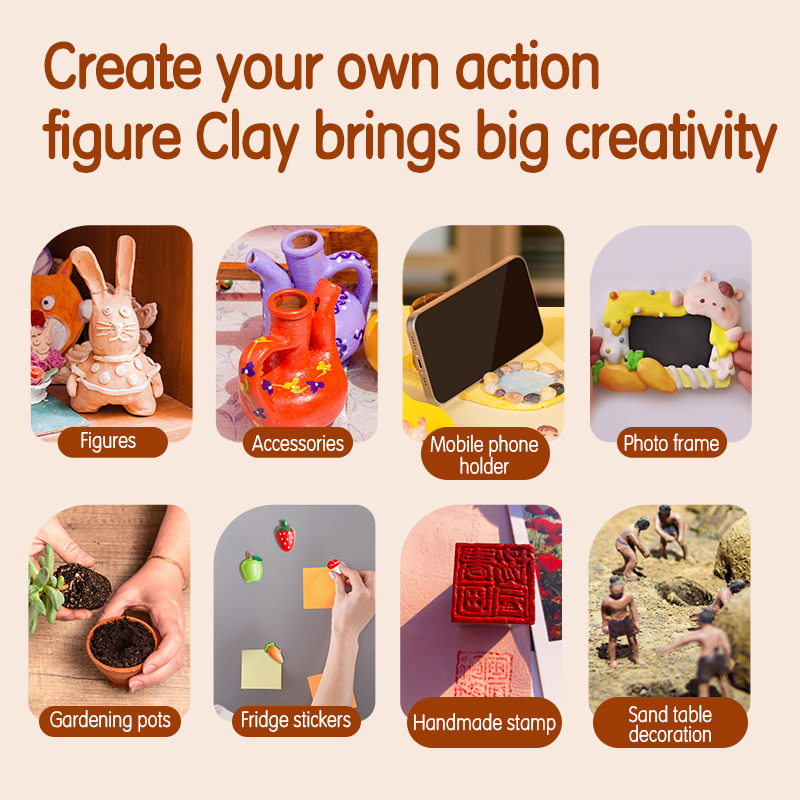 Create your own action
figure Clay brings big creativity
Figures
Accessories
Mobile phone
holder
Photo frame
Gardening pots
Fridge stickers
Handmade stamp
Sand table
decoration